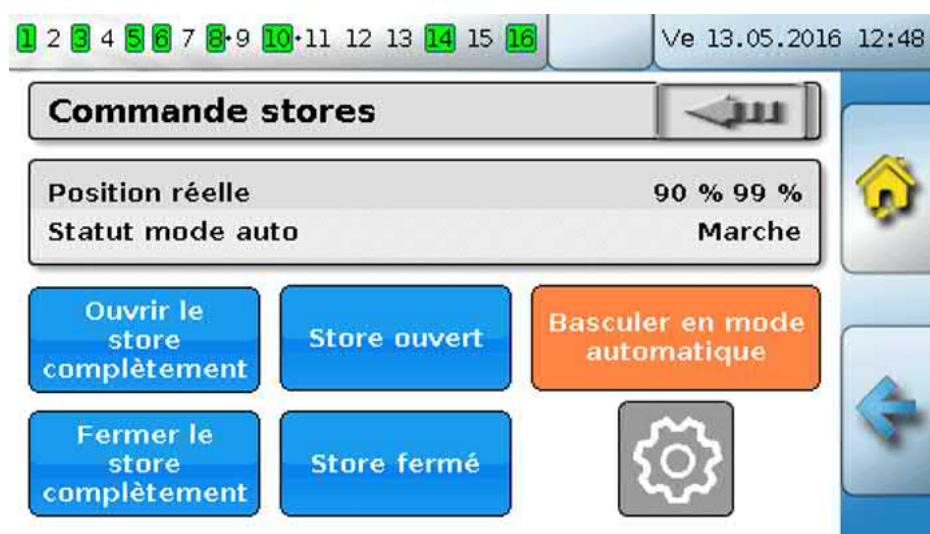 1 2 3 4 5 6 7 8·9 10·11 12 13 14 15 16
Ve 13.05.2016 12:48
Commande stores
Position réelle 90 % 99 %
Statut mode auto Marche
Ouvrir le
store
complètement
Store ouvert
Basculer en mode
automatique
Fermer le
store
complètement
Store fermé